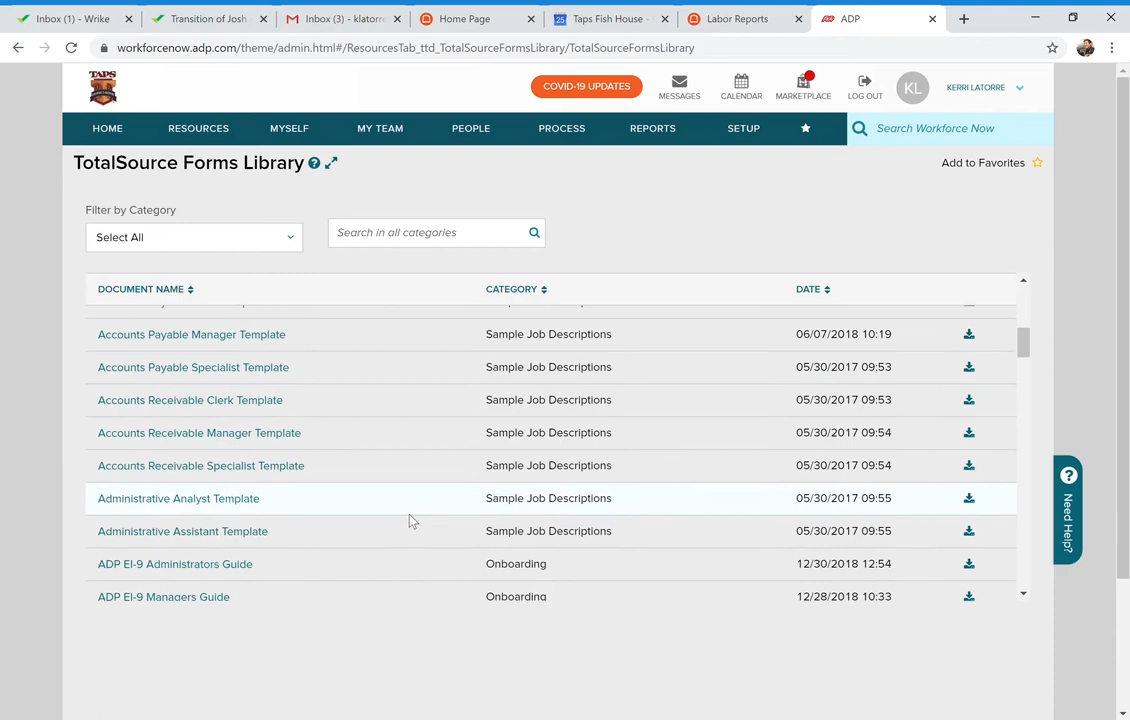 Inbox (1) - Wrike
Transition of Josh
Inbox (3) - klatorre
Home Page
25
Taps Fish House -
Labor Reports
ADP
workforcenow.adp.com/theme/admin.html#/ResourcesTab_ttd_TotalSourceFormsLibrary/TotalSourceFormsLibrary
TAPS
COVID-19 UPDATES
MESSAGES
CALENDAR
MARKETPLACE
LOG OUT
KL
KERRI LATORRE
HOME
RESOURCES
MYSELF
MY TEAM
PEOPLE
PROCESS
REPORTS
SETUP
Search Workforce Now
TotalSource Forms Library ?
Add to Favorites
Filter by Category
Select All
Search in all categories
DOCUMENT NAME CATEGORY DATE
Accounts Payable Manager Template Sample Job Descriptions 06/07/2018 10:19
Accounts Payable Specialist Template Sample Job Descriptions 05/30/2017 09:53
Accounts Receivable Clerk Template Sample Job Descriptions 05/30/2017 09:53
Accounts Receivable Manager Template Sample Job Descriptions 05/30/2017 09:54
Accounts Receivable Specialist Template Sample Job Descriptions 05/30/2017 09:54
Administrative Analyst Template Sample Job Descriptions 05/30/2017 09:55
Administrative Assistant Template Sample Job Descriptions 05/30/2017 09:55
ADP EI-9 Administrators Guide Onboarding 12/30/2018 12:54
ADP EI-9 Managers Guide Onboarding 12/28/2018 10:33
? Need Help?